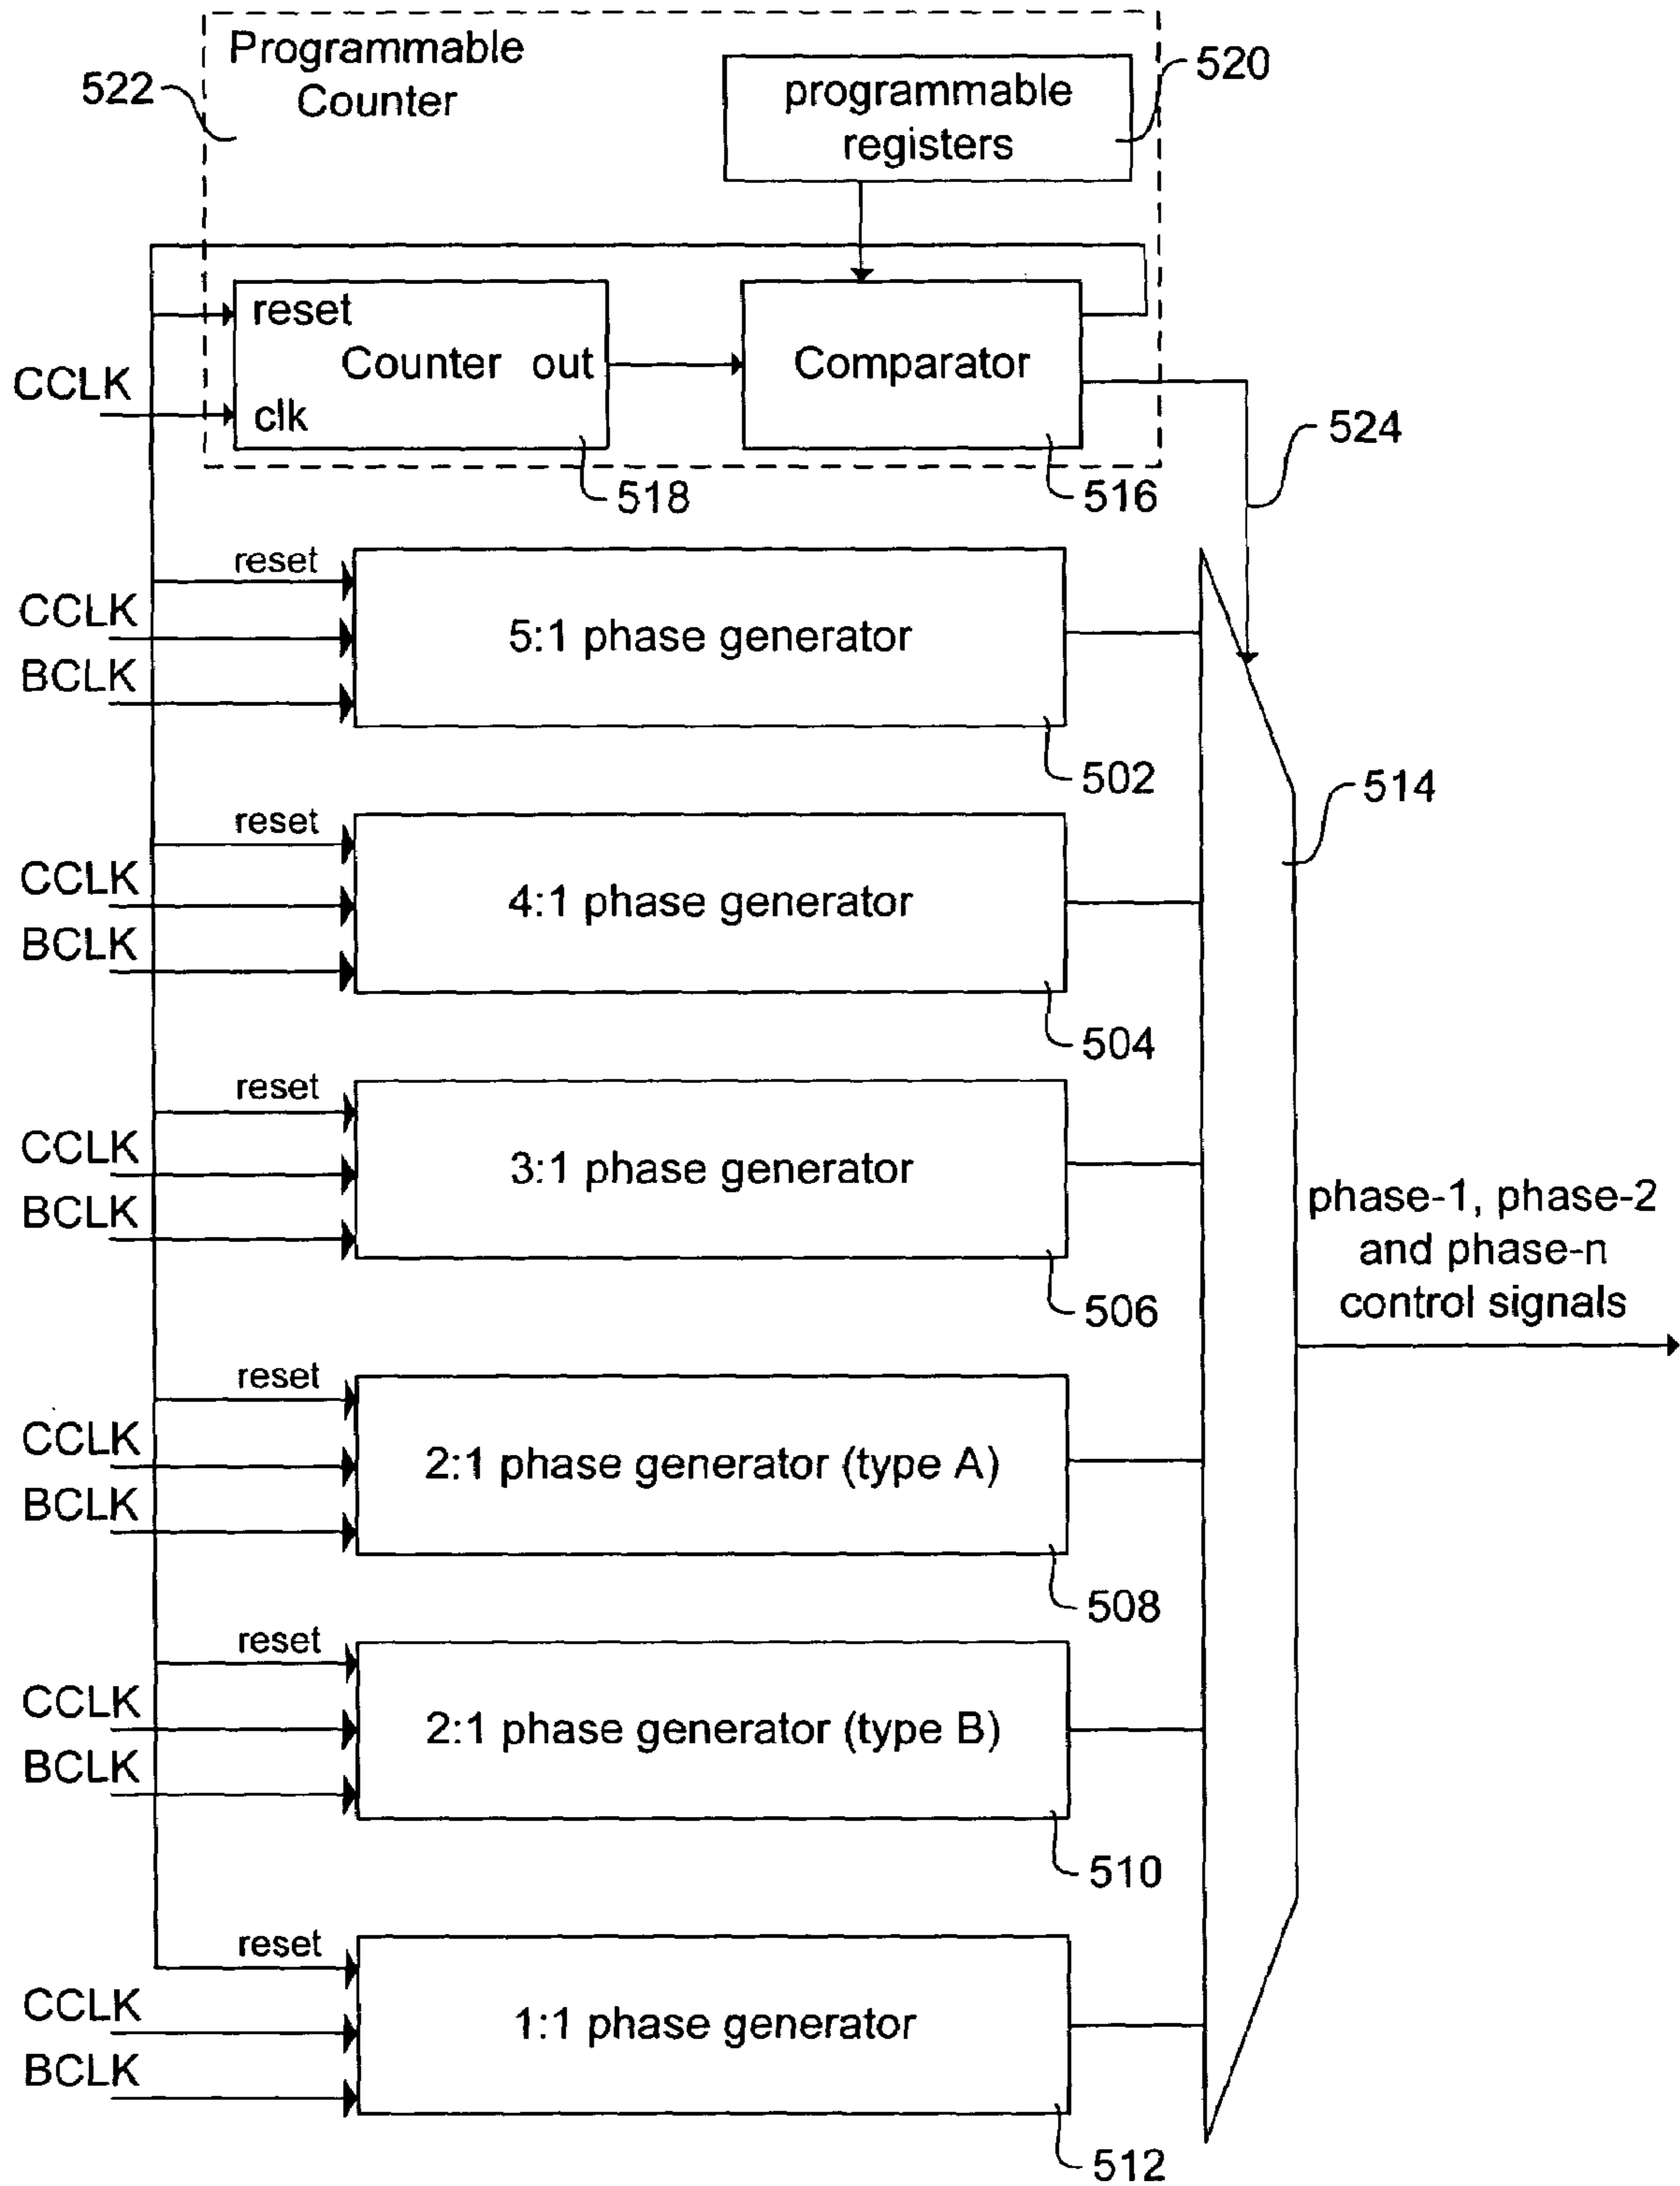 Programmable
Counter
522
programmable
registers
520
reset
Counter out
clk
CCLK
Comparator
518
516
524
reset
CCLK
BCLK
5:1 phase generator
502
514
reset
CCLK
BCLK
4:1 phase generator
504
reset
CCLK
BCLK
3:1 phase generator
506
phase-1, phase-2
and phase-n
control signals
reset
CCLK
BCLK
2:1 phase generator (type A)
508
reset
CCLK
BCLK
2:1 phase generator (type B)
510
reset
CCLK
BCLK
1:1 phase generator
512